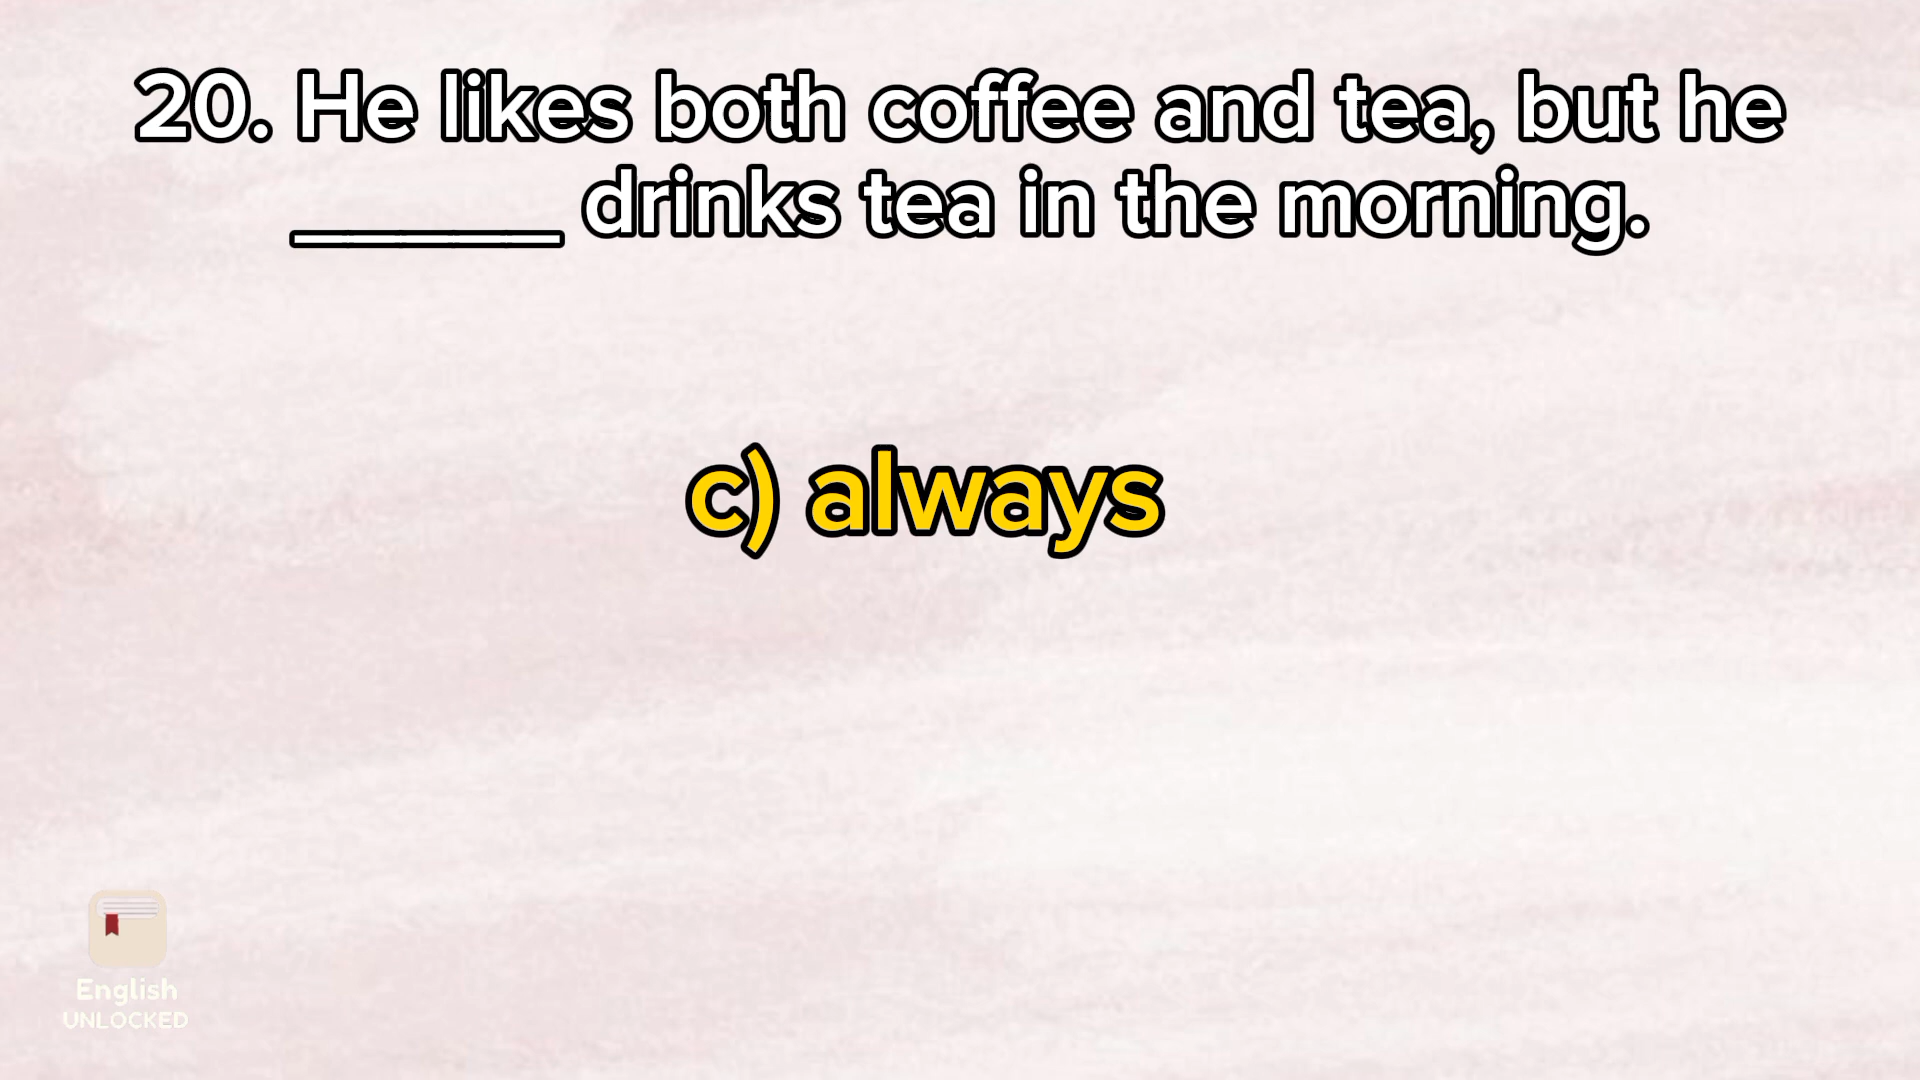 20. He likes both coffee and tea, but he
______ drinks tea in the morning.
c) always
English
UNLOCKED